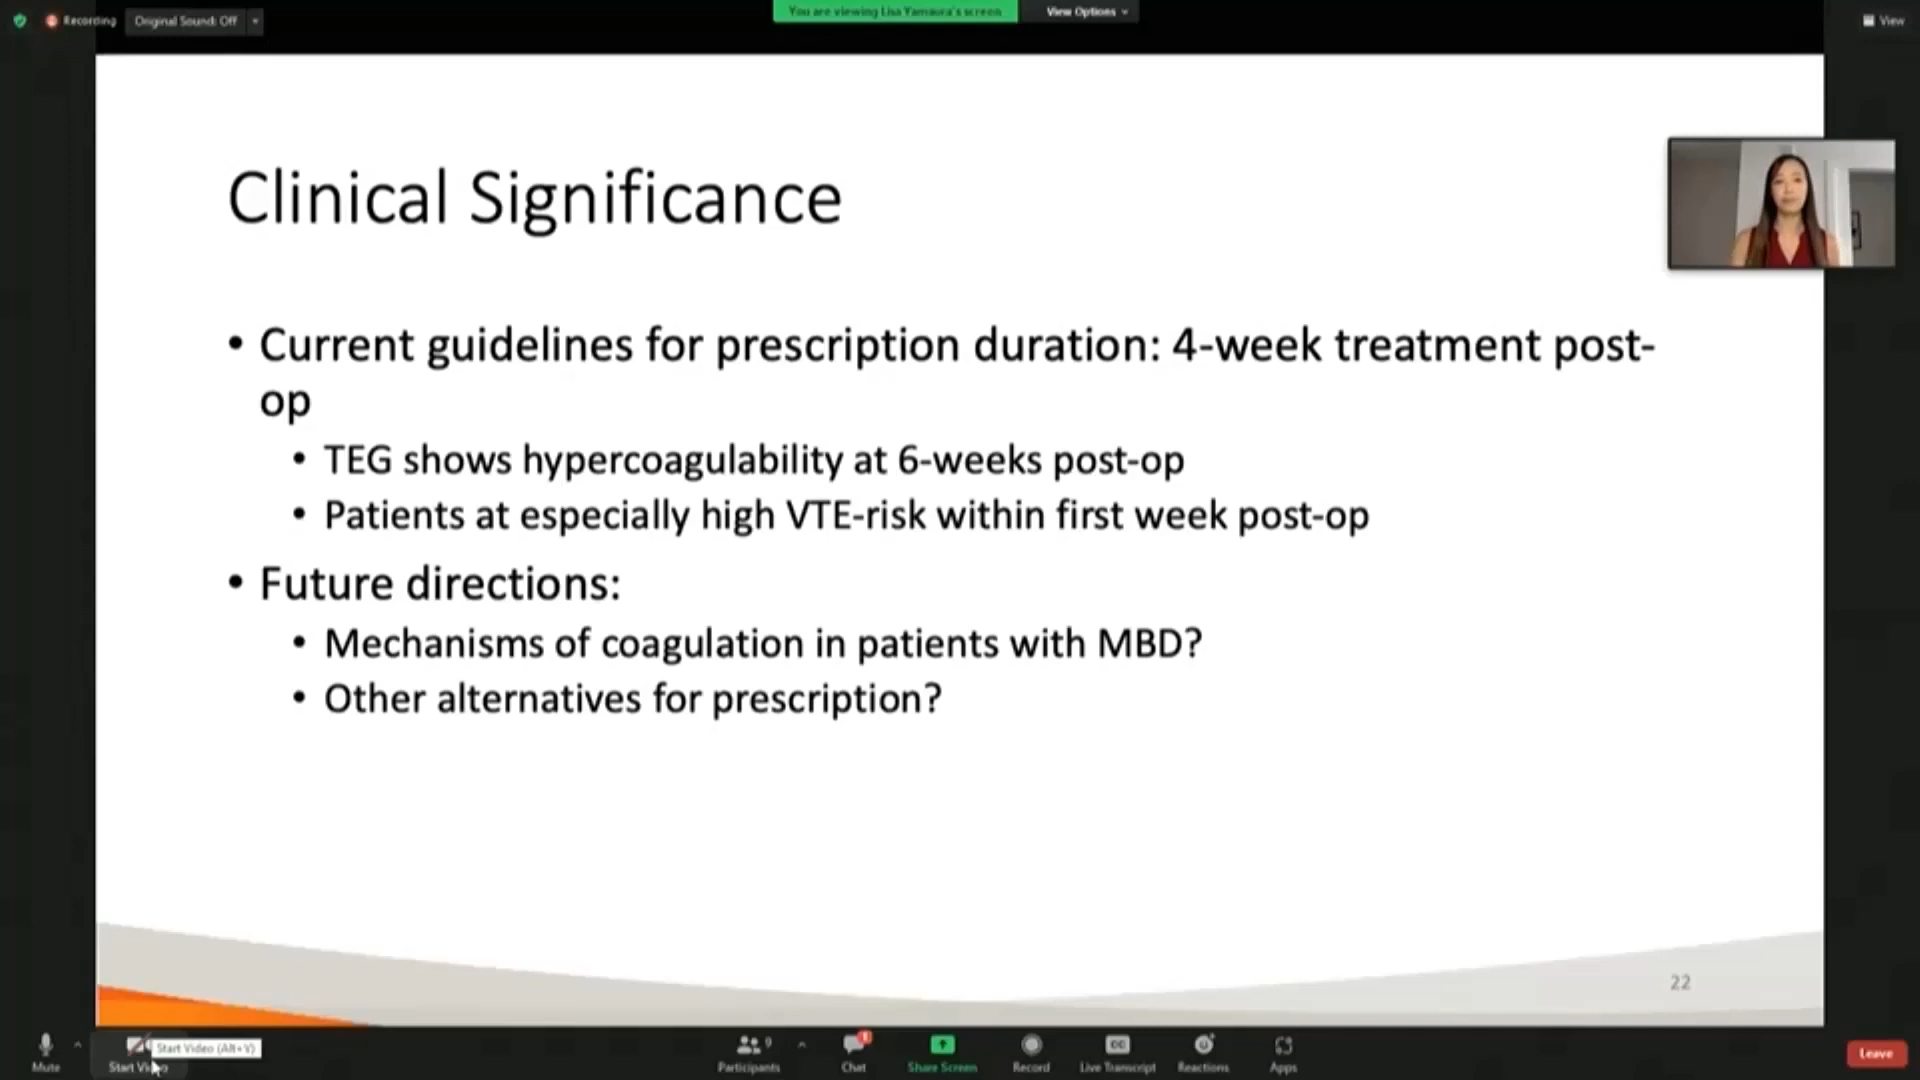 Recording
Original Sound: Off
You are viewing Lisa Yamaura's screen
View Options
View
Clinical Significance
• Current guidelines for prescription duration: 4-week treatment post-
op
• TEG shows hypercoagulability at 6-weeks post-op
• Patients at especially high VTE-risk within first week post-op
• Future directions:
• Mechanisms of coagulation in patients with MBD?
• Other alternatives for prescription?
22
Start Video (Alt+V)
9
CC
Mute
Participants
Chat
Share Screen
Record
Live Transcript
Reactions
Apps
Leave